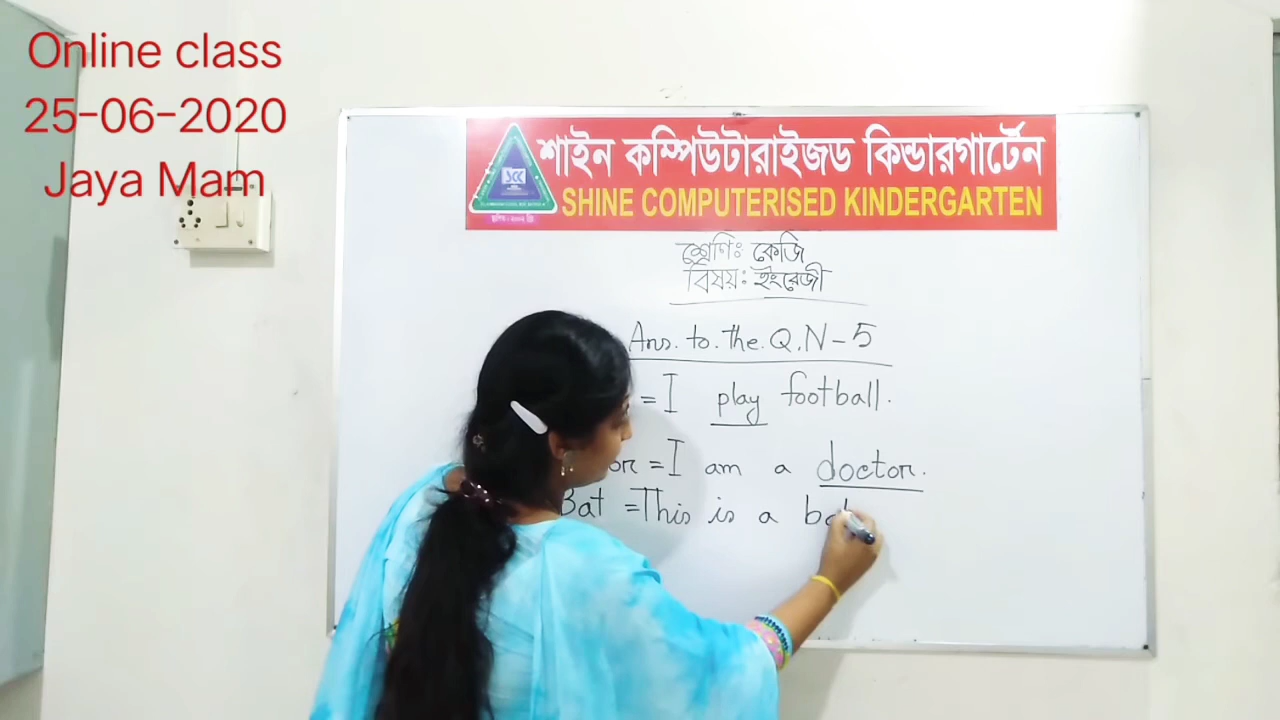 Online class
25-06-2020
Jaya Mam
শাইন কম্পিউটারাইজড কিন্ডারগার্টেন
SHINE COMPUTERISED KINDERGARTEN
শ্রেণিঃ কেজি
বিষয়ঃ ইংরেজী
Ans. to. the. Q. N - 5
= I play football.
= I am a doctor.
Bat = This is a